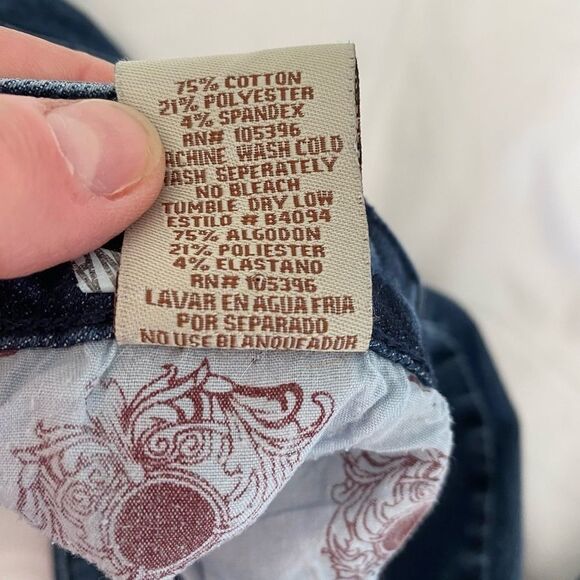 75% COTTON
21% POLYESTER
4% SPANDEX
RN# 105396
ACHINE WASH COLD
ASH SEPERATELY
NO BLEACH
TUMBLE DRY LOW
ESTILO # B4094
75% ALGODON
21% POLIESTER
4% ELASTANO
RN# 105396
LAVAR EN AGUA FRIA
POR SEPARADO
NO USE BLANQUEADOR